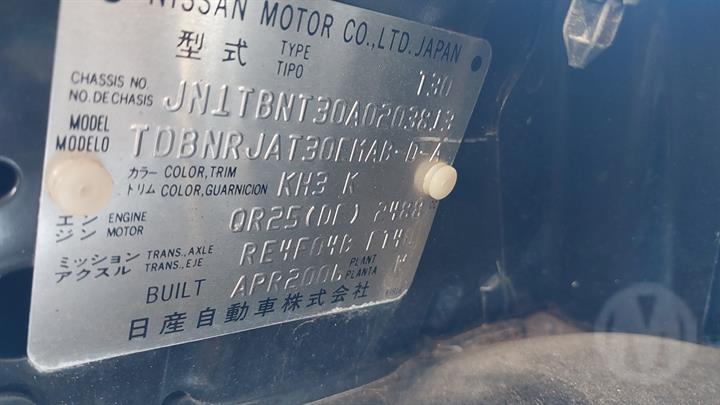 NISSAN MOTOR CO.,LTD. JAPAN
型式 TYPE TIPO T30
CHASSIS NO. NO. DE CHASIS JN1TBNT30A0203813
MODEL MODELO TDBNRJAT30EMAB-D-A
カラー COLOR,TRIM
トリム COLOR,GUARNICION KH3 K
エンジン ENGINE MOTOR QR25(DE) 2488
ミッション TRANS.,AXLE
アクスル TRANS.,EJE RE4F04B
BUILT APR2006 PLANT PLANTA
日産自動車株式会社
M